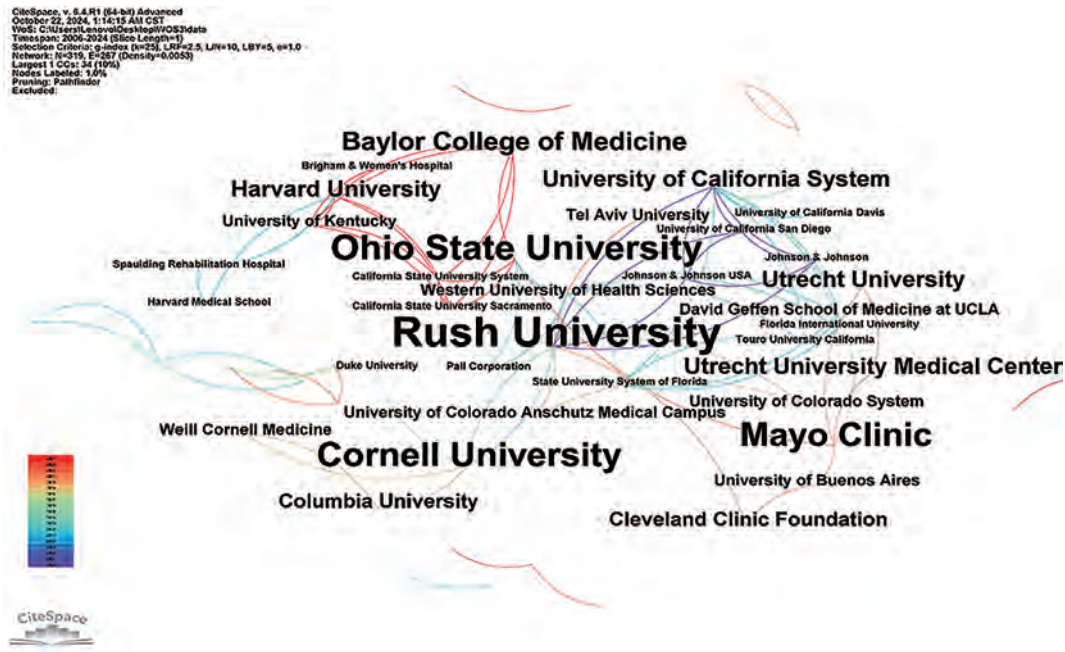 CiteSpace, v. 6.4.R1 (64-bit) Advanced
October 22, 2024, 1:14:15 AM CST
WoS: C:\Users\Lenovo\Desktop\WOS3\data
Timespan: 2006-2024 (Slice Length=1)
Selection Criteria: g-index (k=25), LRF=2.5, L/N=10, LBY=5, e=1.0
Network: N=319, E=267 (Density=0.0053)
Largest 1 CCs: 34 (10%)
Nodes Labeled: 1.0%
Pruning: Pathfinder
Excluded:
Baylor College of Medicine
Brigham & Women's Hospital
Harvard University
University of California System
University of Kentucky
Tel Aviv University
University of California Davis
University of California San Diego
Ohio State University
Spaulding Rehabilitation Hospital
Johnson & Johnson
California State University System
Johnson & Johnson USA
Utrecht University
Western University of Health Sciences
Harvard Medical School
California State University Sacramento
David Geffen School of Medicine at UCLA
Florida International University
Rush University
Touro University California
Duke University
Pall Corporation
Utrecht University Medical Center
State University System of Florida
University of Colorado System
University of Colorado Anschutz Medical Campus
Weill Cornell Medicine
Mayo Clinic
Cornell University
University of Buenos Aires
Columbia University
Cleveland Clinic Foundation
CiteSpace